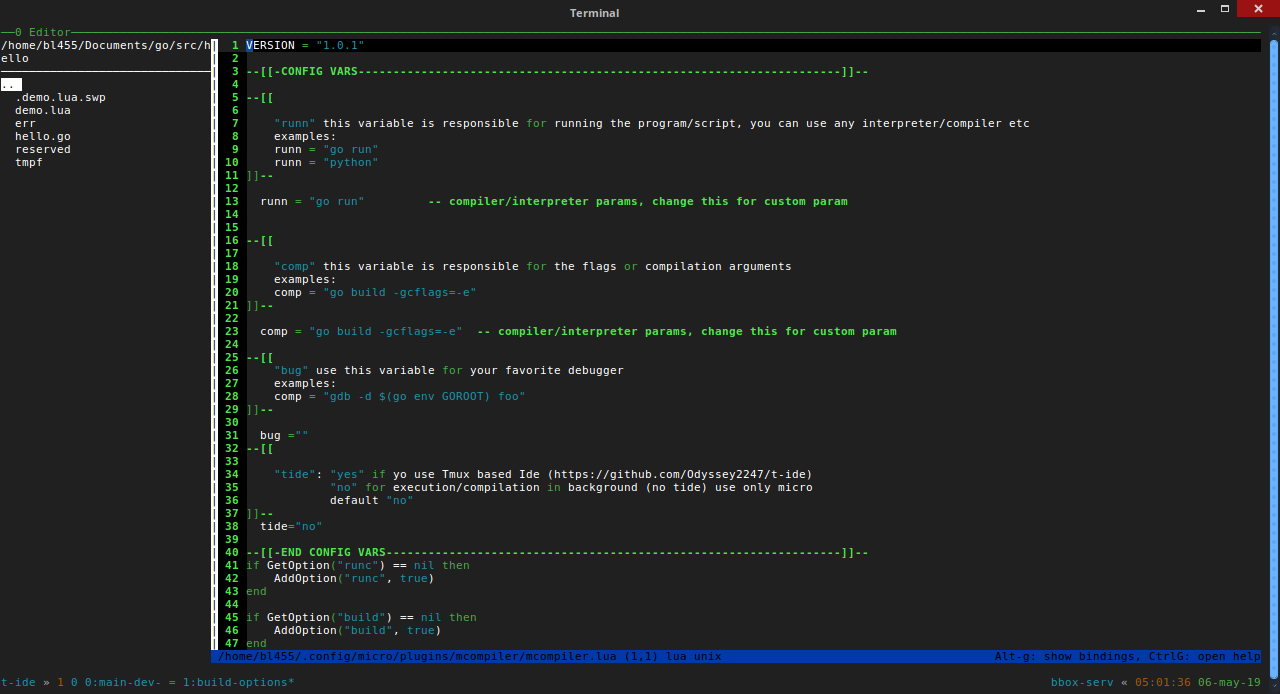 Terminal
0 Editor
/home/bl455/Documents/go/src/h
ello
..
.demo.lua.swp
demo.lua
err
hello.go
reserved
tmpf
1 VERSION = "1.0.1"
2
3 --[[-CONFIG VARS---------------------------------------------------------------------]]--
4
5 --[[
6
7     "runn" this variable is responsible for running the program/script, you can use any interpreter/compiler etc
8     examples:
9     runn = "go run"
10     runn = "python"
11 ]]--
12
13   runn = "go run"         -- compiler/interpreter params, change this for custom param
14
15
16 --[[
17
18     "comp" this variable is responsible for the flags or compilation arguments
19     examples:
20     comp = "go build -gcflags=-e"
21 ]]--
22
23   comp = "go build -gcflags=-e"  -- compiler/interpreter params, change this for custom param
24
25 --[[
26     "bug" use this variable for your favorite debugger
27     examples:
28     comp = "gdb -d $(go env GOROOT) foo"
29 ]]--
30
31   bug =""
32 --[[
33
34     "tide": "yes" if yo use Tmux based Ide (https://github.com/Odyssey2247/t-ide)
35             "no" for execution/compilation in background (no tide) use only micro
36             default "no"
37 ]]--
38   tide="no"
39
40 --[[-END CONFIG VARS-----------------------------------------------------------------]]--
41 if GetOption("runc") == nil then
42     AddOption("runc", true)
43 end
44
45 if GetOption("build") == nil then
46     AddOption("build", true)
47 end
/home/bl455/.config/micro/plugins/mcompiler/mcompiler.lua (1,1) lua unix Alt-g: show bindings, CtrlG: open help
t-ide » 1 0 0:main-dev- = 1:build-options* bbox-serv « 05:01:36 06-may-19